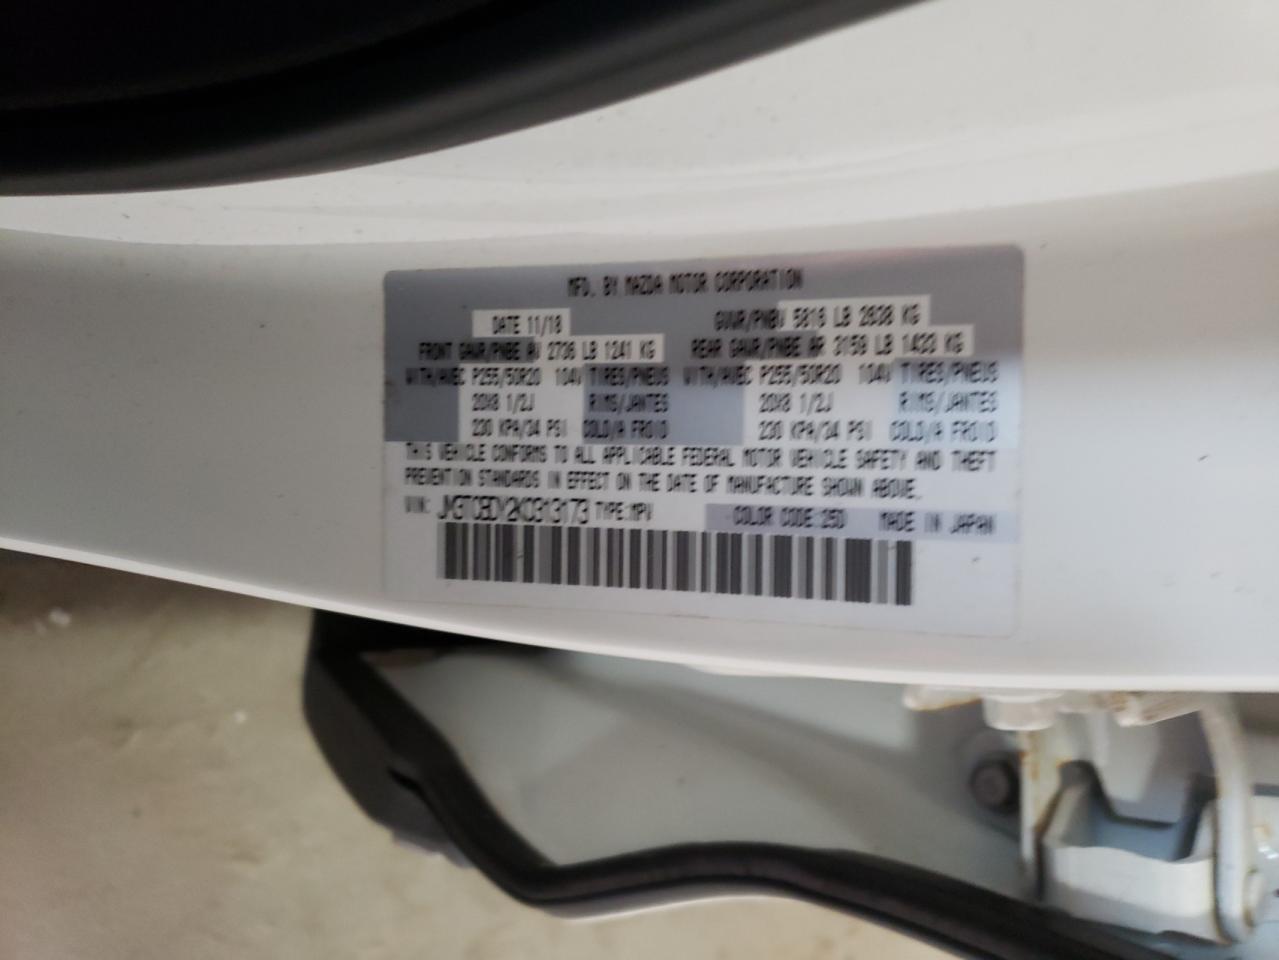 MFD. BY MAZDA MOTOR CORPORATION
DATE 11/18 GVWR/PNBV 5816 LB 2638 KG
FRONT GAWR/PNBE AV 2736 LB 1241 KG REAR GAWR/PNBE AR 3159 LB 1433 KG
WITH/AVEC P255/50R20 104V TIRES/PNEUS WITH/AVEC P255/50R20 104V TIRES/PNEUS
20X8 1/2J RIMS/JANTES 20X8 1/2J RIMS/JANTES
230 KPA/34 PSI COLD/A FROID 230 KPA/34 PSI COLD/A FROID
THIS VEHICLE CONFORMS TO ALL APPLICABLE FEDERAL MOTOR VEHICLE SAFETY AND THEFT
PREVENTION STANDARDS IN EFFECT ON THE DATE OF MANUFACTURE SHOWN ABOVE.
VIN: JM3TCBDY2K0313173 TYPE:MPV COLOR CODE:25D MADE IN JAPAN